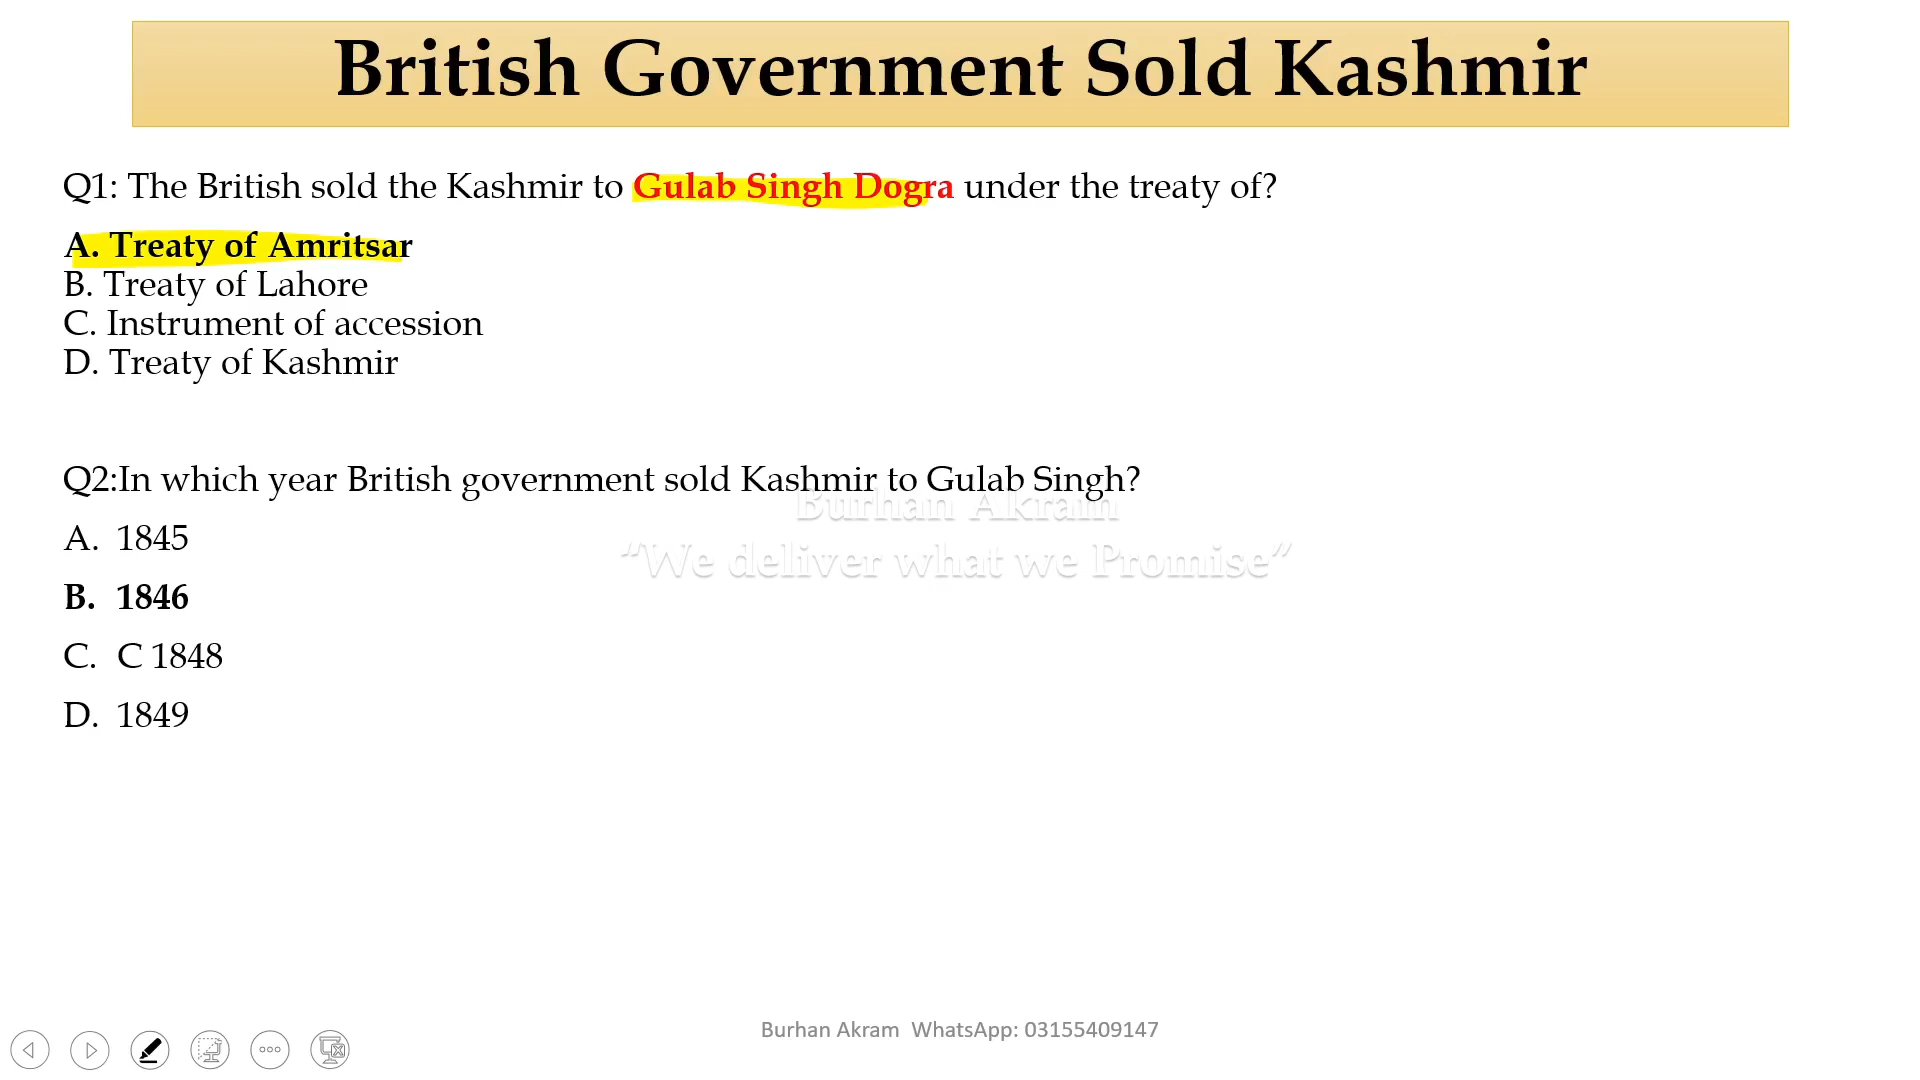 British Government Sold Kashmir
Q1: The British sold the Kashmir to Gulab Singh Dogra under the treaty of?
A. Treaty of Amritsar
B. Treaty of Lahore
C. Instrument of accession
D. Treaty of Kashmir
Q2:In which year British government sold Kashmir to Gulab Singh?
Burhan Akram
A. 1845
“We deliver what we Promise”
B. 1846
C. C 1848
D. 1849
Burhan Akram WhatsApp: 03155409147